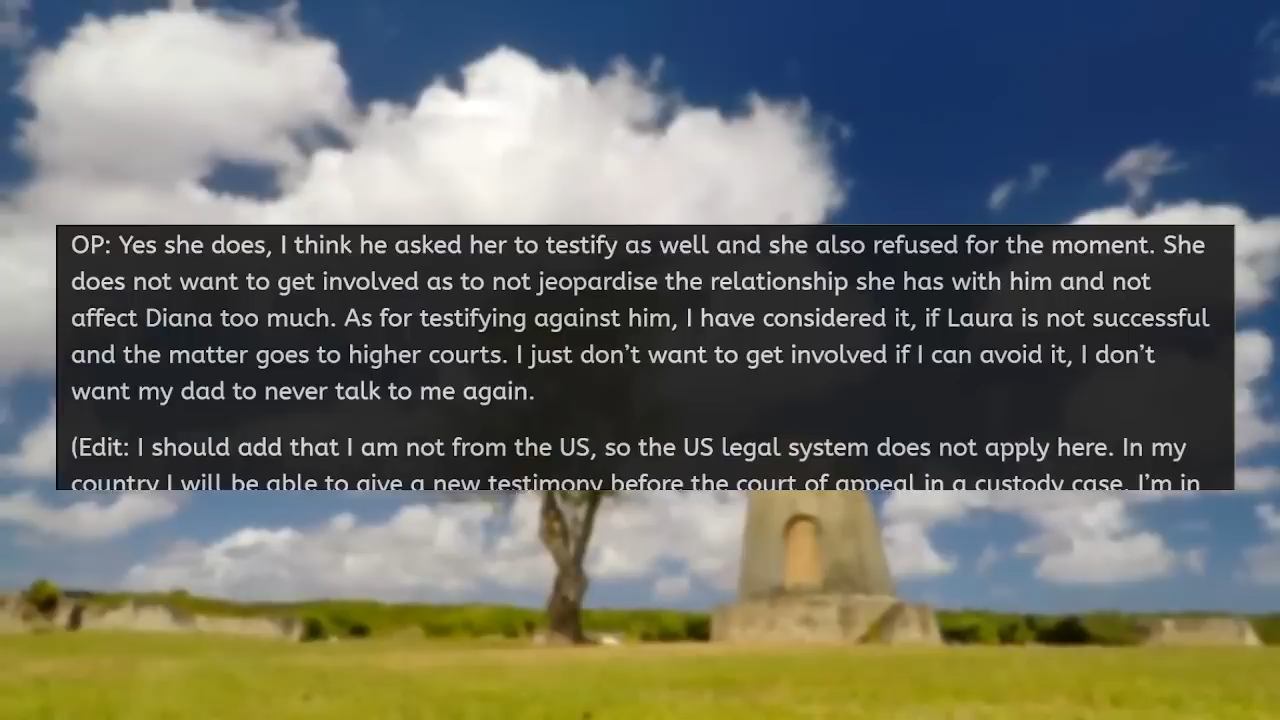 OP: Yes she does, I think he asked her to testify as well and she also refused for the moment. She
does not want to get involved as to not jeopardise the relationship she has with him and not
affect Diana too much. As for testifying against him, I have considered it, if Laura is not successful
and the matter goes to higher courts. I just don’t want to get involved if I can avoid it, I don’t
want my dad to never talk to me again.
(Edit: I should add that I am not from the US, so the US legal system does not apply here. In my
country I will be able to give a new testimony before the court of appeal in a custody case. I’m in